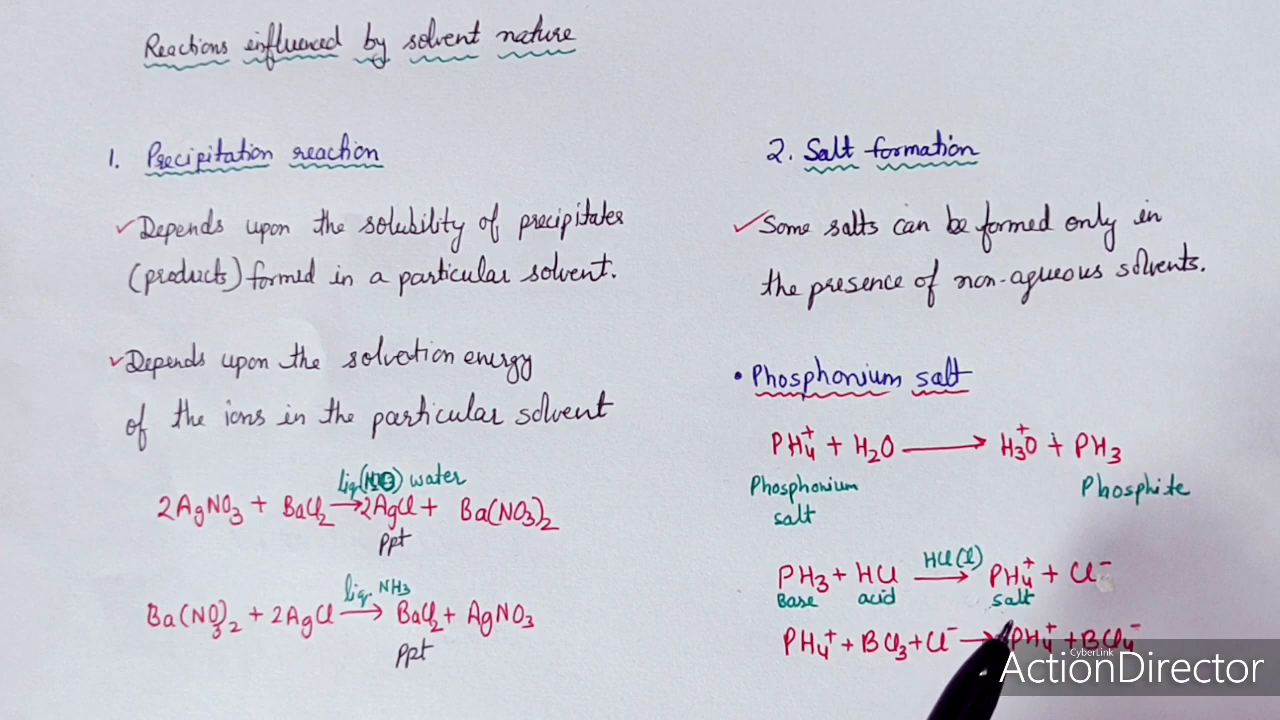 Reactions influenced by solvent nature
1. Precipitation reaction
✓Depends upon the solubility of precipitates
(products) formed in a particular solvent.
✓Depends upon the solvation energy
of the ions in the particular solvent
liq water
2AgNO3 + BaCl2 → 2AgCl + Ba(NO3)2
ppt
liq. NH3
Ba(NO3)2 + 2AgCl → BaCl2 + AgNO3
ppt
2. Salt formation
✓Some salts can be formed only in
the presence of non-aqueous solvents.
• Phosphonium salt
PH4+ + H2O → H3O+ + PH3
Phosphonium Phosphite
salt
HCl(l)
PH3 + HCl → PH4+ + Cl-
Base acid salt
PH4+ + BCl3 + Cl- → PH4+ + BCl4-
CyberLink
ActionDirector